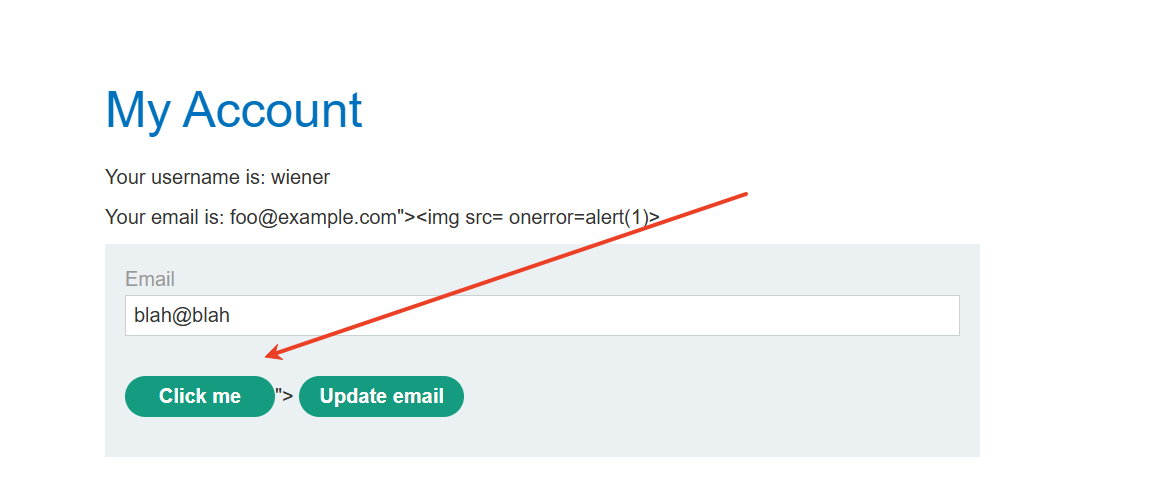 My Account
Your username is: wiener
Your email is: foo@example.com"><img src= onerror=alert(1)>
Email
blah@blah
Click me"> Update email